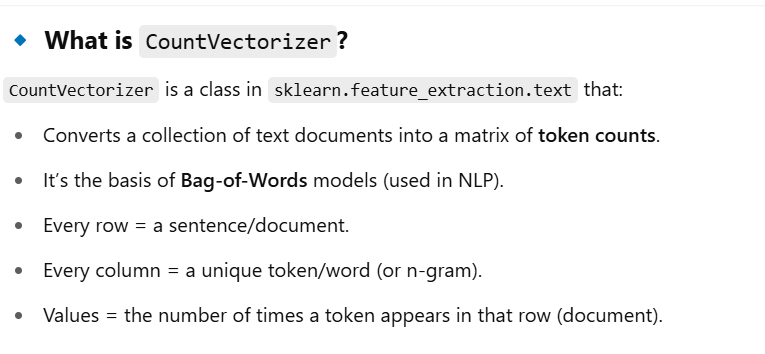 What is CountVectorizer?
CountVectorizer is a class in sklearn.feature_extraction.text that:
• Converts a collection of text documents into a matrix of token counts.
• It’s the basis of Bag-of-Words models (used in NLP).
• Every row = a sentence/document.
• Every column = a unique token/word (or n-gram).
• Values = the number of times a token appears in that row (document).